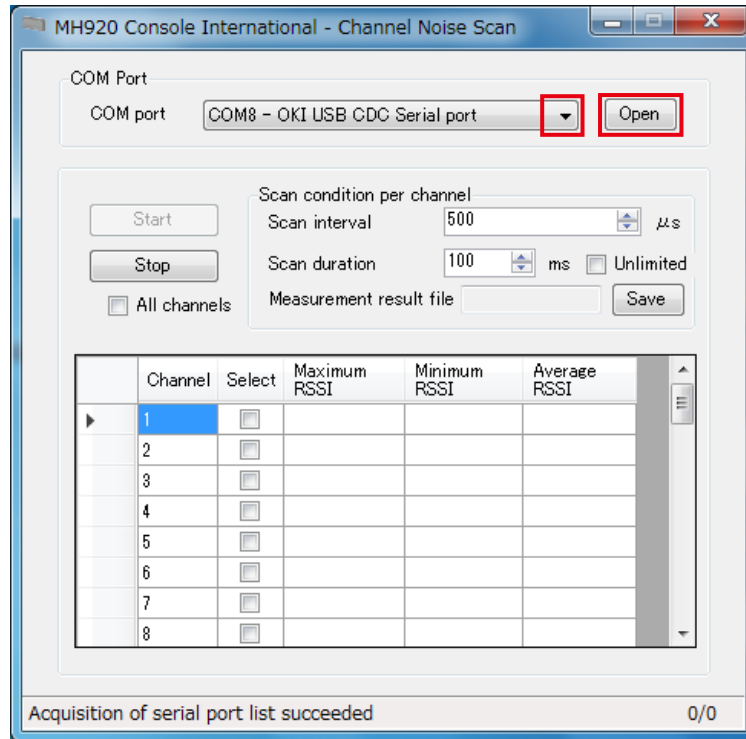 MH920 Console International - Channel Noise Scan
COM Port
COM port COM8 - OKI USB CDC Serial port Open
Scan condition per channel
Start Scan interval 500 μs
Stop Scan duration 100 ms Unlimited
All channels Measurement result file Save
Channel Select Maximum RSSI Minimum RSSI Average RSSI
1
2
3
4
5
6
7
8
Acquisition of serial port list succeeded 0/0